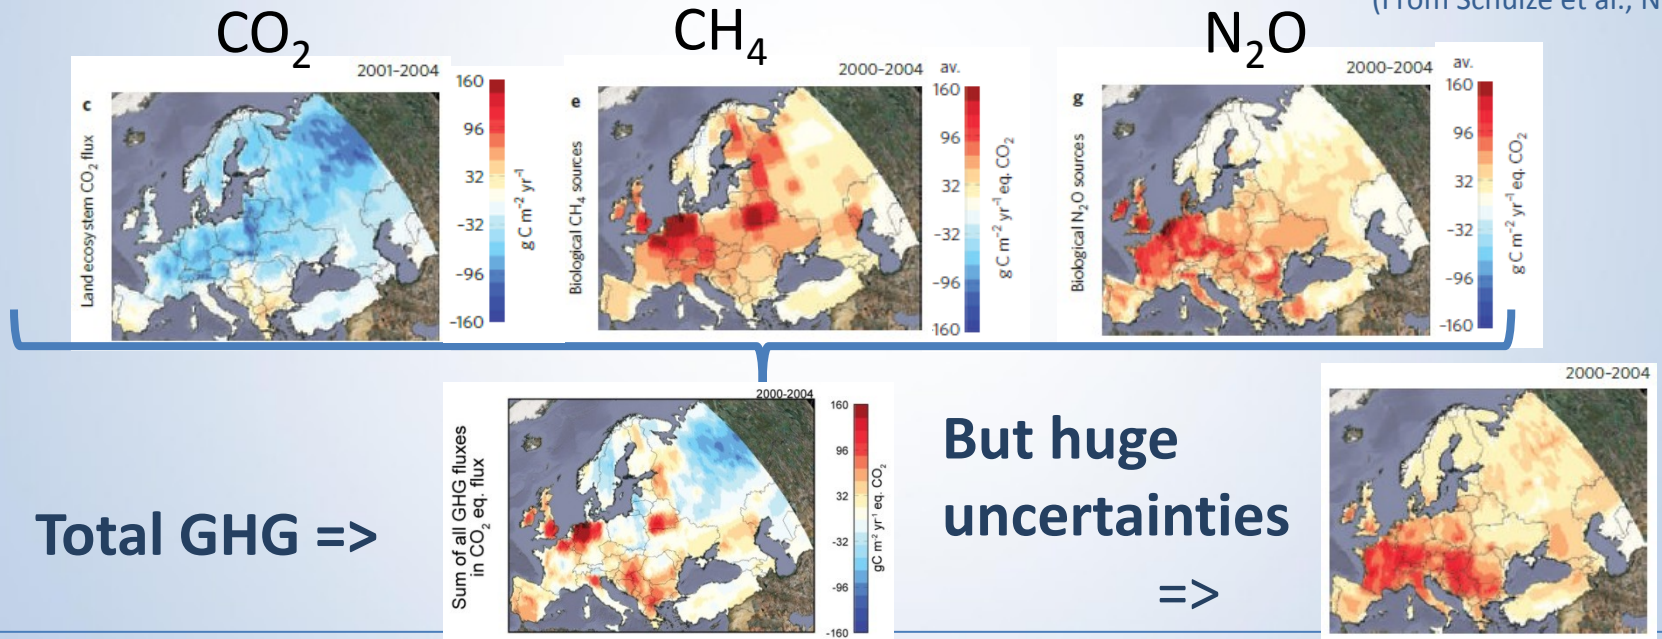 (From Schulze et al., N
CO₂
CH₄
N₂O
2001-2004
c
Land ecosystem CO₂ flux
160
96
32
-32
-96
-160
g C m⁻² yr⁻¹
2000-2004
e
Biological CH₄ sources
av.
160
96
32
-32
-96
160
g C m⁻² yr⁻¹ eq. CO₂
2000-2004
g
Biological N₂O sources
av.
160
96
32
-32
-96
-160
g C m⁻² yr⁻¹ eq. CO₂
Total GHG =>
2000-2004
Sum of all GHG fluxes
in CO₂ eq. flux
160
96
32
-32
-96
-160
gC m⁻² yr⁻¹ eq. CO₂
But huge
uncertainties
=>
2000-2004